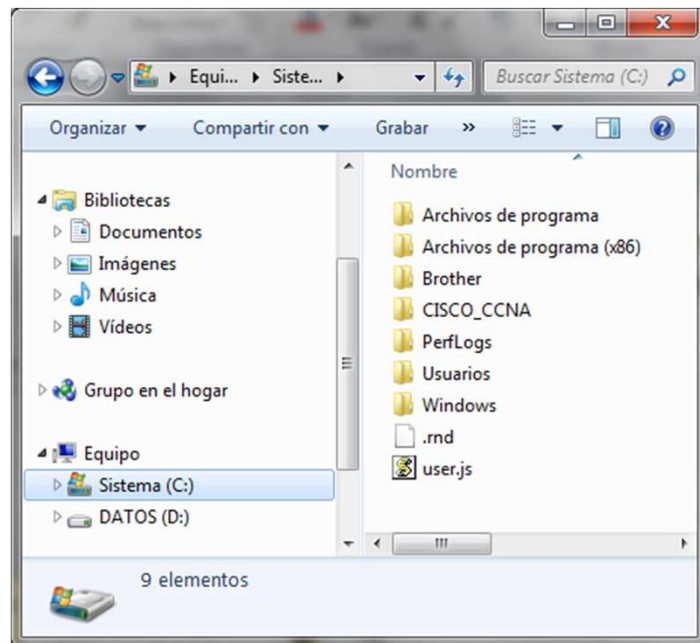 Equi... Siste...
Buscar Sistema (C:)
Organizar Compartir con Grabar »
Nombre
Bibliotecas
Documentos
Imágenes
Música
Vídeos
Grupo en el hogar
Equipo
Sistema (C:)
DATOS (D:)
Archivos de programa
Archivos de programa (x86)
Brother
CISCO_CCNA
PerfLogs
Usuarios
Windows
.rnd
user.js
9 elementos